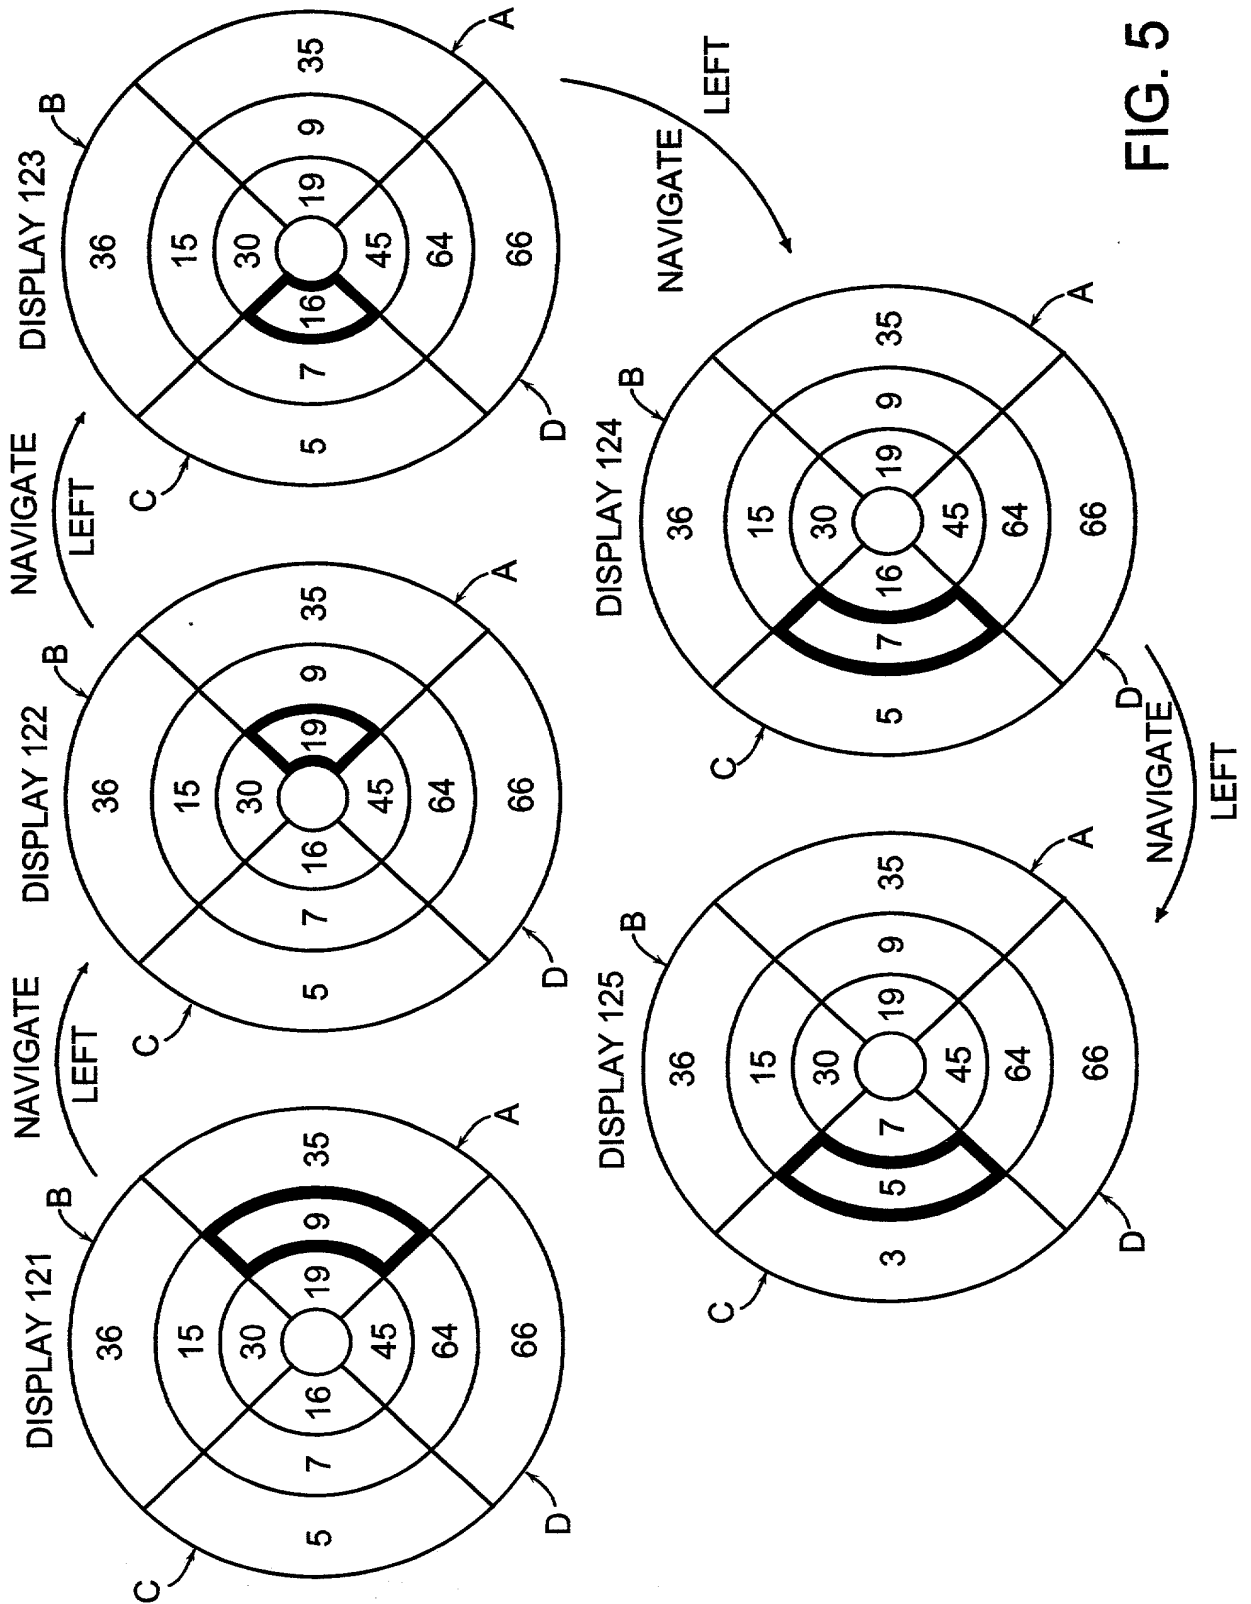 DISPLAY 121
B
36
C
15
30
5 7 16 19 9 35
45
64
A
66
D
NAVIGATE
LEFT
DISPLAY 122
B
36
C
15
30
5 7 16 19 9 35
45
64
A
66
D
NAVIGATE
LEFT
DISPLAY 123
B
36
C
15
30
5 7 16 19 9 35
45
64
A
66
D
NAVIGATE
LEFT
DISPLAY 124
B
36
C
15
30
5 7 16 19 9 35
45
64
A
66
D
NAVIGATE
LEFT
DISPLAY 125
B
36
C
15
30
3 5 7 19 9 35
45
64
A
66
D
FIG. 5